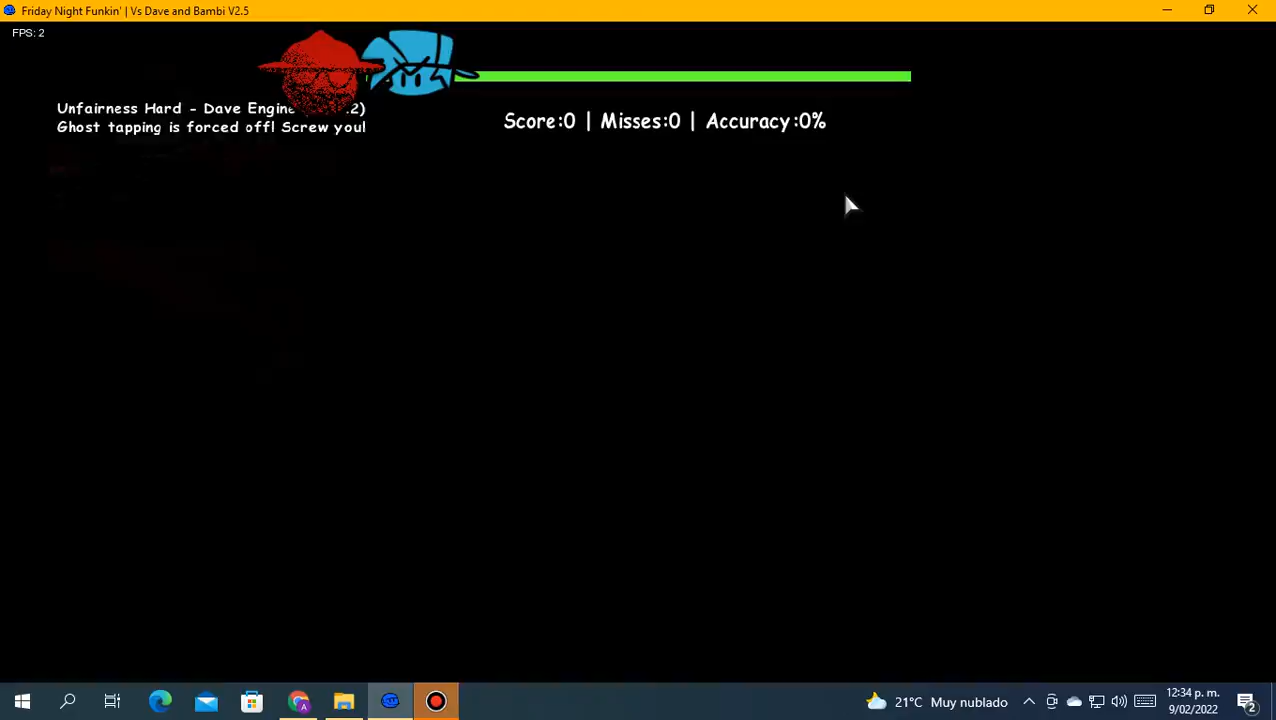 Friday Night Funkin' | Vs Dave and Bambi V2.5
FPS: 2
Unfairness Hard - Dave Engine 2)
Ghost tapping is forced off! Screw you!
Score:0 | Misses:0 | Accuracy:0%
21°C Muy nublado
12:34 p. m.
9/02/2022
2